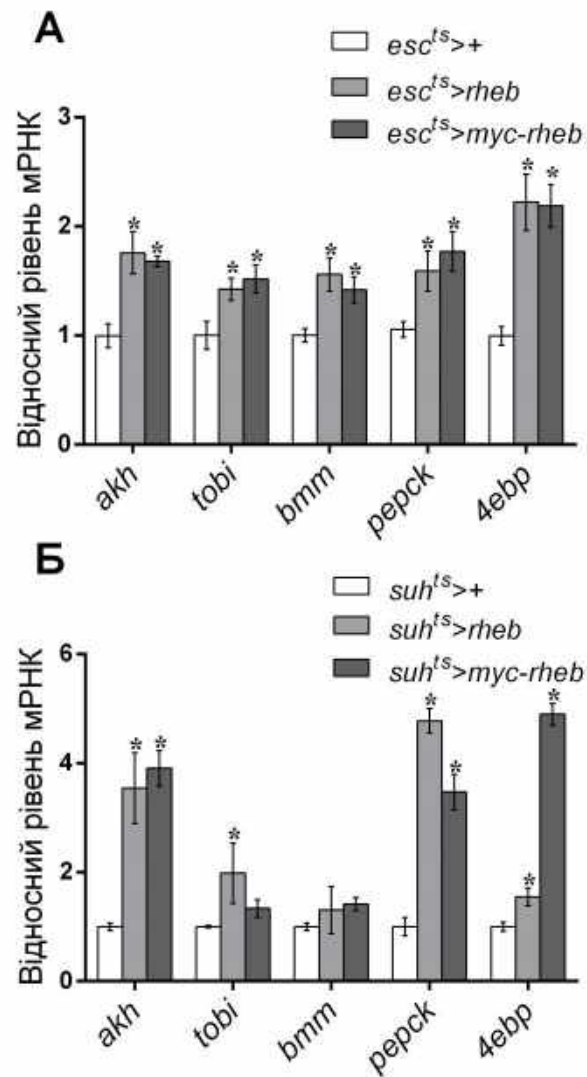 А
esc^ts>+
esc^ts>rheb
esc^ts>myc-rheb
Відносний рівень мРНК
3
2
1
0
* * * * * * * * * *
akh tobi bmm pepck 4ebp
Б
suh^ts>+
suh^ts>rheb
suh^ts>myc-rheb
Відносний рівень мРНК
6
4
2
0
* * * * * * *
akh tobi bmm pepck 4ebp